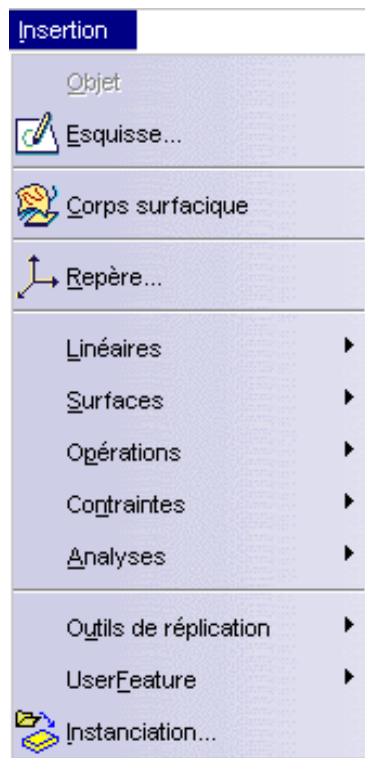 Insertion
Objet
Esquisse...
Corps surfacique
Repère...
Linéaires
Surfaces
Opérations
Contraintes
Analyses
Outils de réplication
UserFeature
Instanciation...